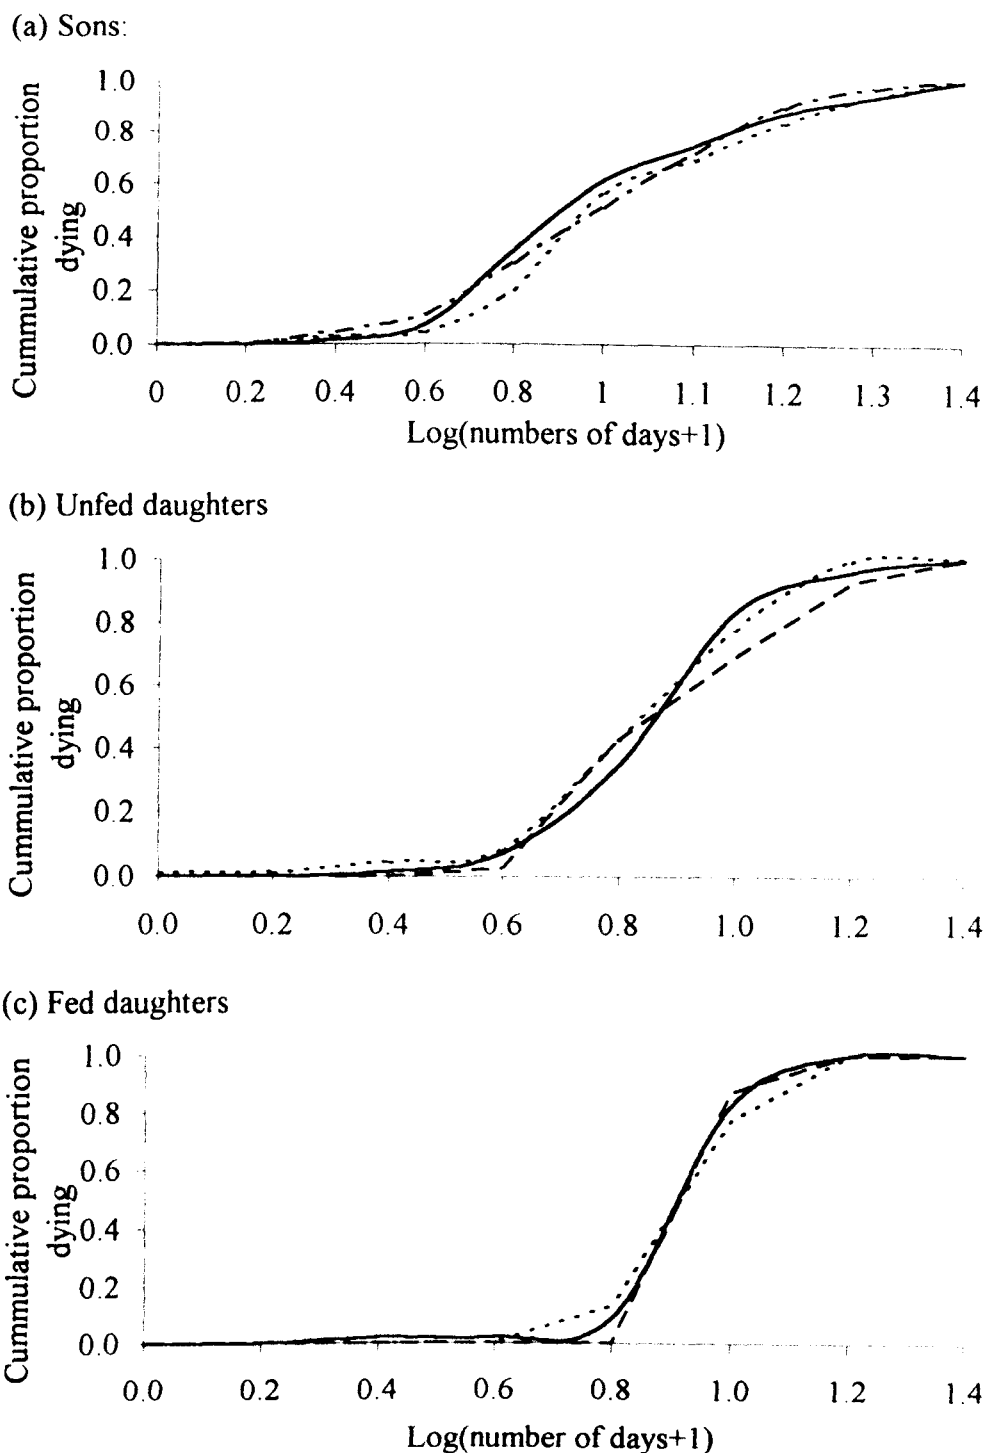 (a) Sons:
Cummulative proportion
dying
1.0
0.8
0.6
0.4
0.2
0.0
0 0.2 0.4 0.6 0.8 1 1.1 1.2 1.3 1.4
Log(numbers of days+1)
(b) Unfed daughters
Cummulative proportion
dying
1.0
0.8
0.6
0.4
0.2
0.0
0.0 0.2 0.4 0.6 0.8 1.0 1.2 1.4
(c) Fed daughters
Cummulative proportion
dying
1.0
0.8
0.6
0.4
0.2
0.0
0.0 0.2 0.4 0.6 0.8 1.0 1.2 1.4
Log(number of days+1)